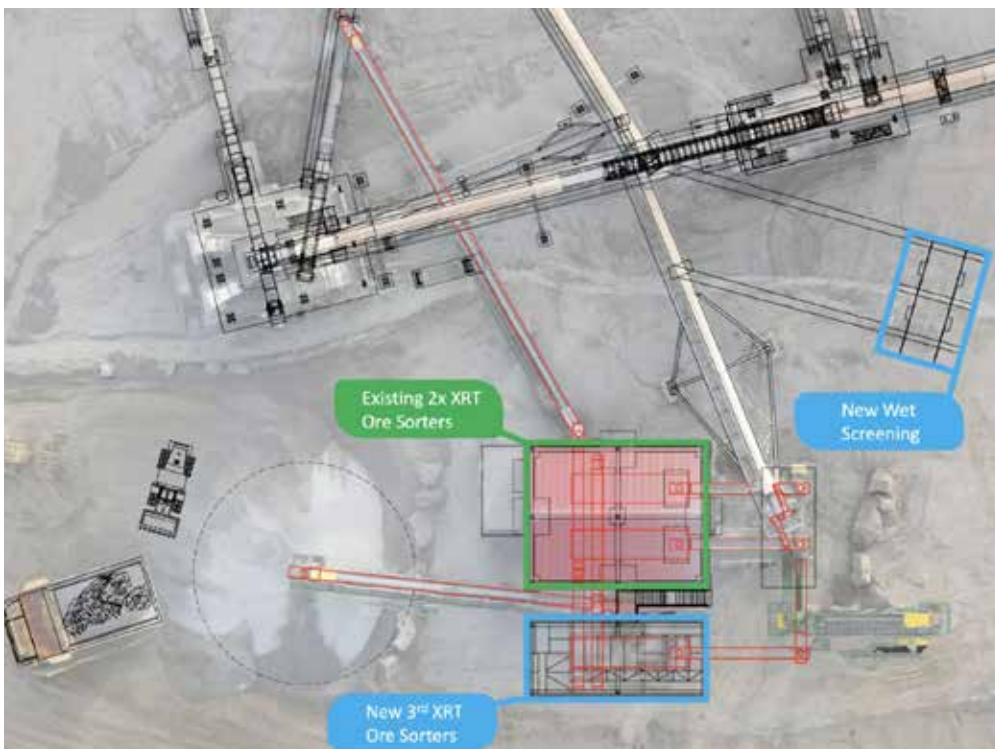 Existing 2x XRT
Ore Sorters
New Wet
Screening
New 3rd XRT
Ore Sorters